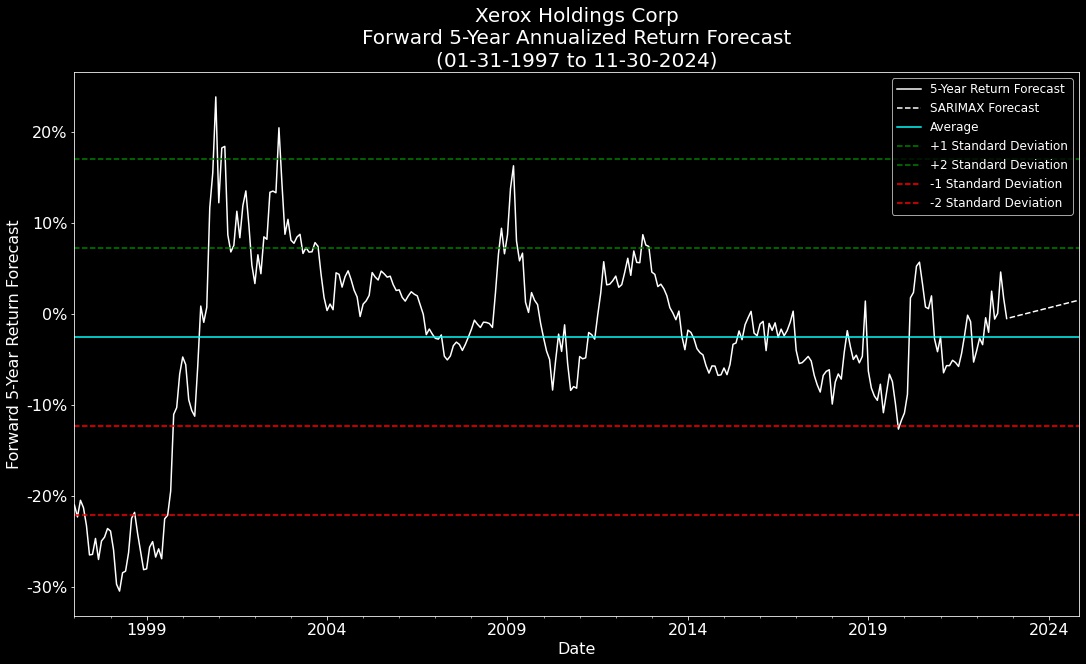 Xerox Holdings Corp
Forward 5-Year Annualized Return Forecast
(01-31-1997 to 11-30-2024)
5-Year Return Forecast
SARIMAX Forecast
Average
+1 Standard Deviation
+2 Standard Deviation
-1 Standard Deviation
-2 Standard Deviation
Forward 5-Year Return Forecast
20%
10%
0%
-10%
-20%
-30%
1999 2004 2009 2014 2019 2024
Date